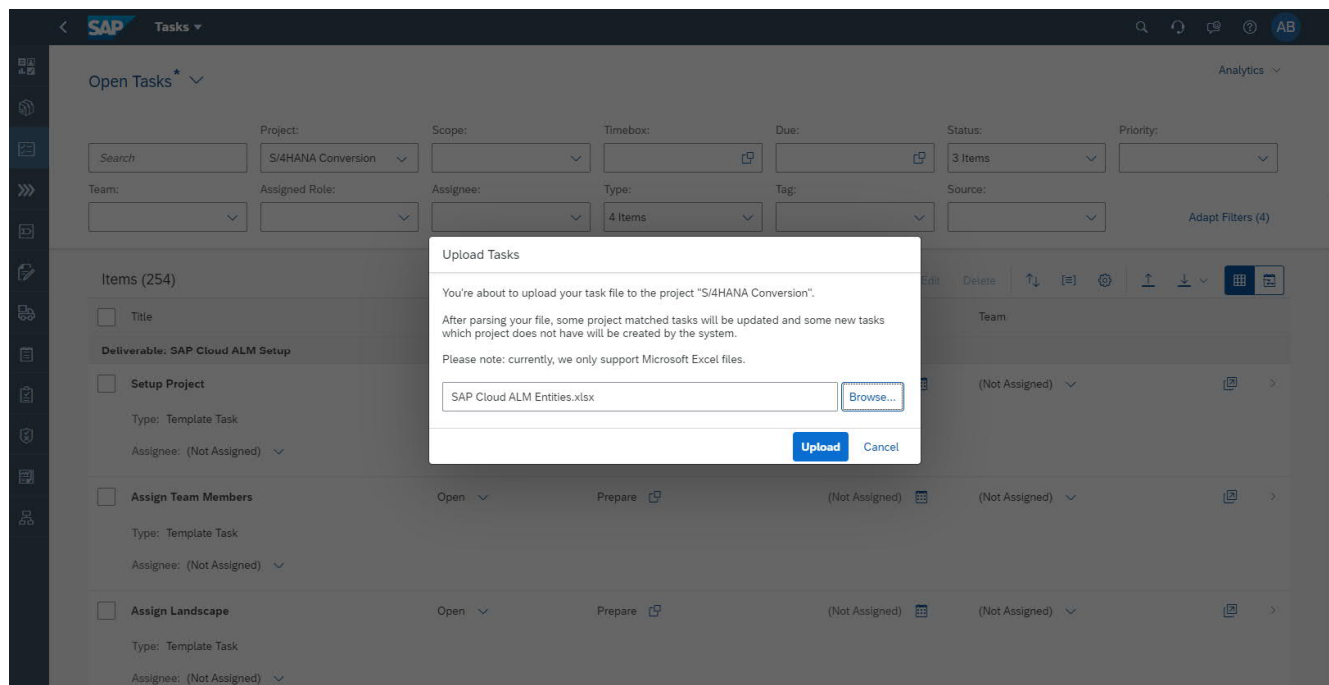 SAP Tasks
AB
Open Tasks*
Analytics
Project: Scope: Timebox: Due: Status: Priority:
Search S/4HANA Conversion 3 Items
Team: Assigned Role: Assignee: Type: Tag: Source:
4 Items Adapt Filters (4)
Upload Tasks
You're about to upload your task file to the project "S/4HANA Conversion".
After parsing your file, some project matched tasks will be updated and some new tasks
which project does not have will be created by the system.
Please note: currently, we only support Microsoft Excel files.
SAP Cloud ALM Entities.xlsx Browse...
Upload Cancel
Items (254) Edit Delete
Title Team
Deliverable: SAP Cloud ALM Setup
Setup Project (Not Assigned)
Type: Template Task
Assignee: (Not Assigned)
Assign Team Members Open Prepare (Not Assigned) (Not Assigned)
Type: Template Task
Assignee: (Not Assigned)
Assign Landscape Open Prepare (Not Assigned) (Not Assigned)
Type: Template Task
Assignee: (Not Assigned)